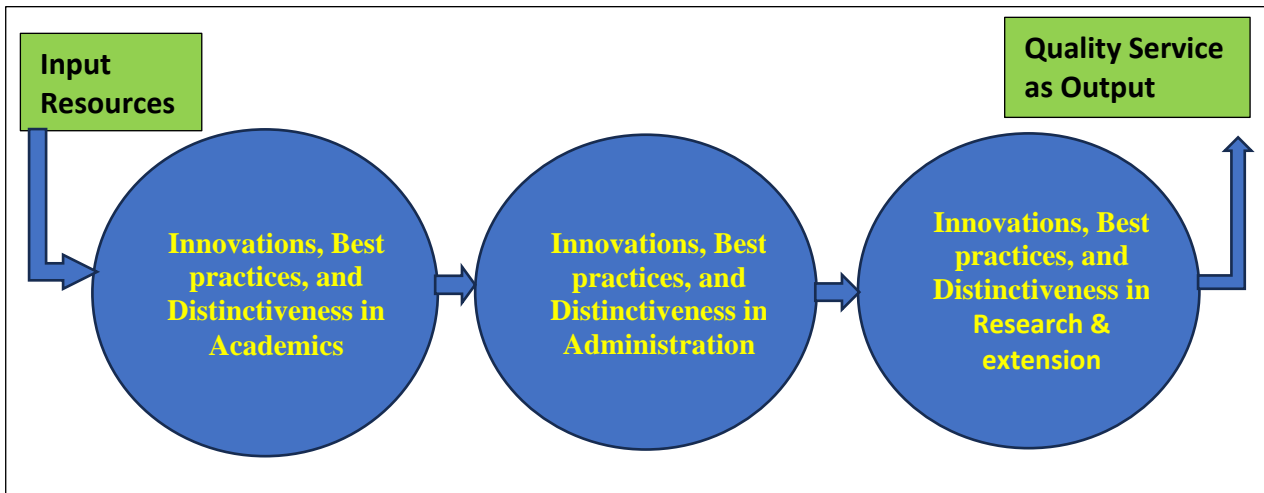 Input
Resources
Quality Service
as Output
Innovations, Best
practices, and
Distinctiveness in
Academics
Innovations, Best
practices, and
Distinctiveness in
Administration
Innovations, Best
practices, and
Distinctiveness in
Research &
extension